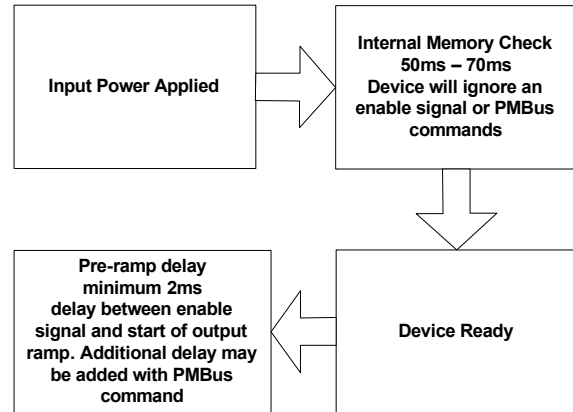 Input Power Applied
Internal Memory Check
50ms – 70ms
Device will ignore an
enable signal or PMBus
commands
Pre-ramp delay
minimum 2ms
delay between enable
signal and start of output
ramp. Additional delay may
be added with PMBus
command
Device Ready